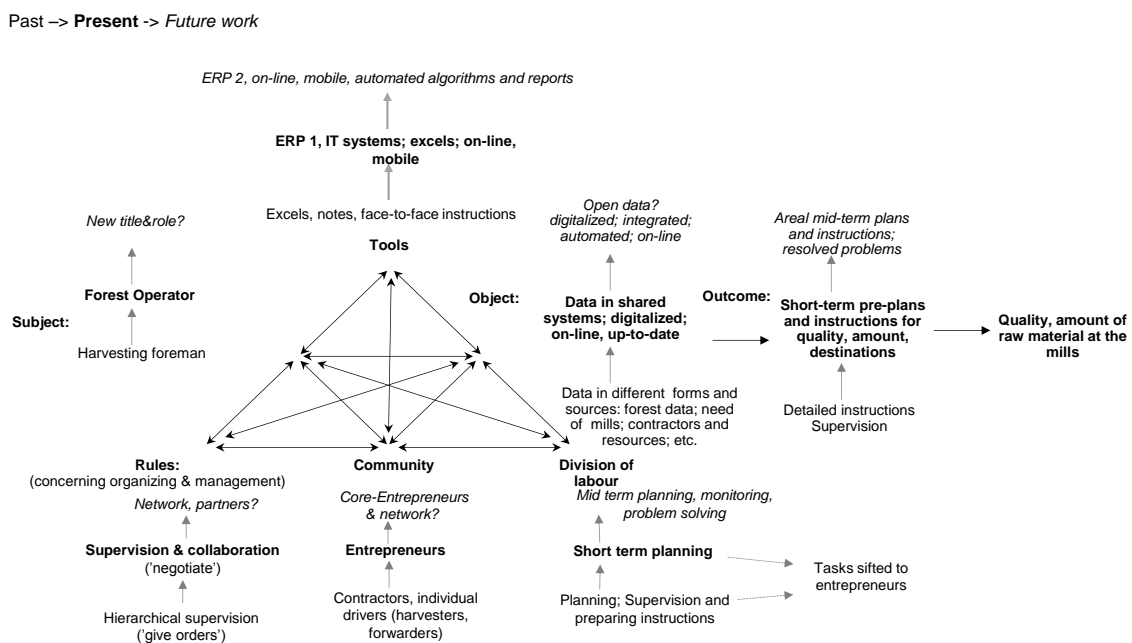 Past –> Present -> Future work
ERP 2, on-line, mobile, automated algorithms and reports
ERP 1, IT systems; excels; on-line,
mobile
Excels, notes, face-to-face instructions
Tools
New title&role?
Forest Operator
Subject:
Harvesting foreman
Open data?
digitalized; integrated;
automated; on-line
Object:
Data in shared
systems; digitalized;
on-line, up-to-date
Data in different forms and
sources: forest data; need
of mills; contractors and
resources; etc.
Areal mid-term plans
and instructions;
resolved problems
Outcome:
Short-term pre-plans
and instructions for
quality, amount,
destinations
Detailed instructions
Supervision
Quality, amount of
raw material at the
mills
Rules:
(concerning organizing & management)
Network, partners?
Supervision & collaboration
('negotiate')
Hierarchical supervision
('give orders')
Community
Core-Entrepreneurs
& network?
Entrepreneurs
Contractors, individual
drivers (harvesters,
forwarders)
Division of
labour
Mid term planning, monitoring,
problem solving
Short term planning
Planning; Supervision and
preparing instructions
Tasks sifted to
entrepreneurs